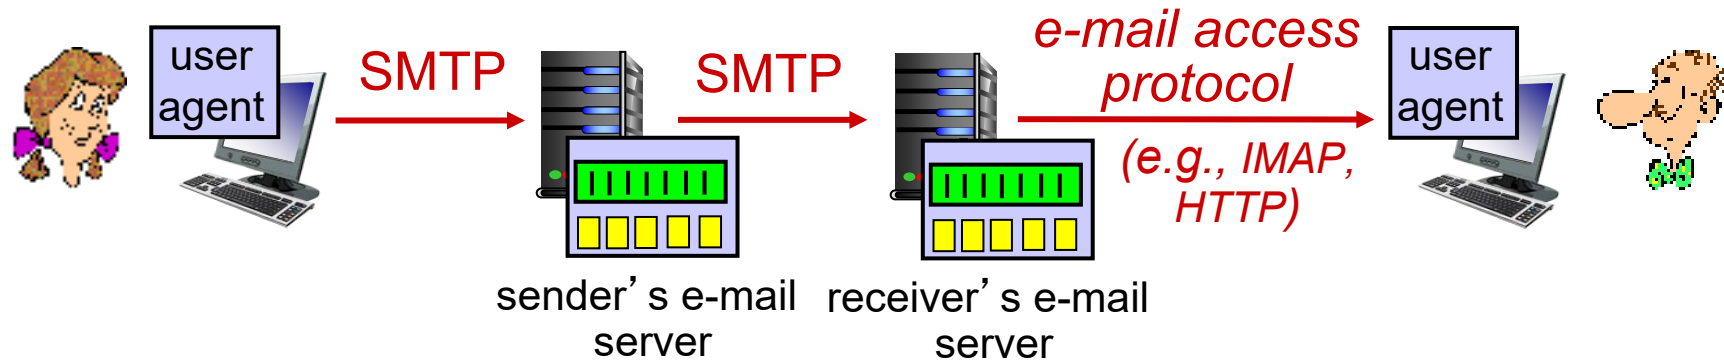 user
agent
SMTP
SMTP
e-mail access
protocol
(e.g., IMAP,
HTTP)
user
agent
sender’s e-mail
server
receiver’s e-mail
server